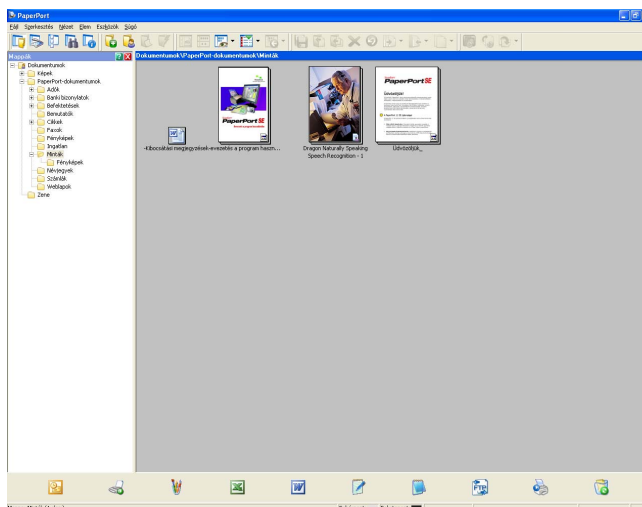 PaperPort
Fájl Szerkesztés Nézet Elem Eszközök Súgó
Mappák
Dokumentumok\PaperPort-dokumentumok\Minták
Dokumentumok
Képek
PaperPort-dokumentumok
Adók
Banki bizonylatok
Befektetések
Bemutatók
Cikkek
Faxok
Fényképek
Ingatlan
Minták
Fényképek
Névjegyek
Számlák
Weblapok
Zene
PaperPort SE
PaperPort SE
Üdvözöljük!
-Kibocsátási megjegyzések-
evezetés a program haszn...
Dragon Naturally Speaking
Speech Recognition - 1
Üdvözöljük_
FTP